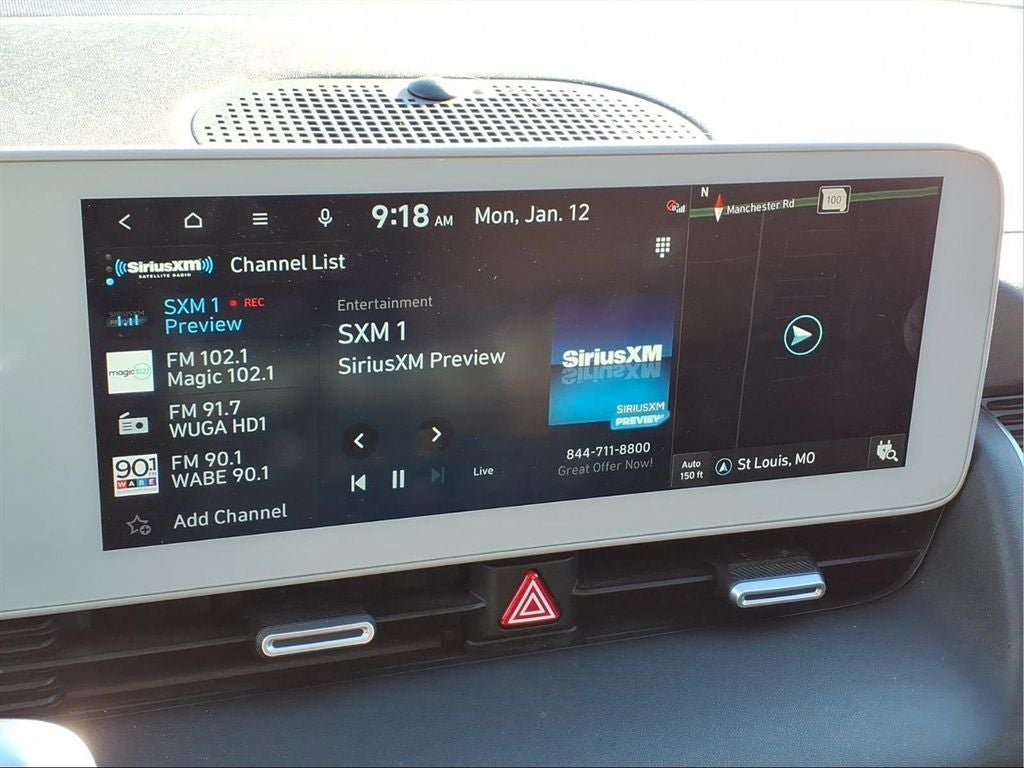 9:18 AM Mon, Jan. 12
SiriusXM
SATELLITE RADIO
Channel List
SXM 1 REC
Preview
magic102.1
FM 102.1
Magic 102.1
FM 91.7
WUGA HD1
90.1
WABE
FM 90.1
WABE 90.1
Add Channel
Entertainment
SXM 1
SiriusXM Preview
Live
SiriusXM
SIRIUSXM
PREVIEW
844-711-8800
Great Offer Now!
N
Manchester Rd
100
Auto
150 ft
St Louis, MO